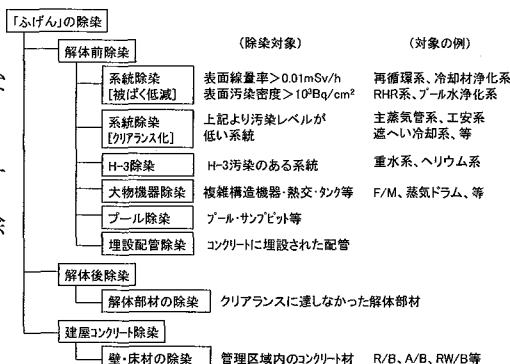 「ふげん」の除染
解体前除染 (除染対象) (対象の例)
系統除染 表面線量率>0.01mSv/h 再循環系、冷却材浄化系
[被ばく低減] 表面汚染密度>10³Bq/cm² RHR系、プール水浄化系
系統除染 上記より汚染レベルが 主蒸気管系、工安系
[クリアランス化] 低い系統 遮へい冷却系、等
H-3除染 H-3汚染のある系統 重水系、ヘリウム系
大物機器除染 複雑構造機器・熱交・タンク等 F/M、蒸気ドラム、等
プール除染 プール・サンプピット等
埋設配管除染 コンクリートに埋設された配管
解体後除染
解体部材の除染 クリアランスに達しなかった解体部材
建屋コンクリート除染
壁・床材の除染 管理区域内のコンクリート材 R/B、A/B、RW/B等